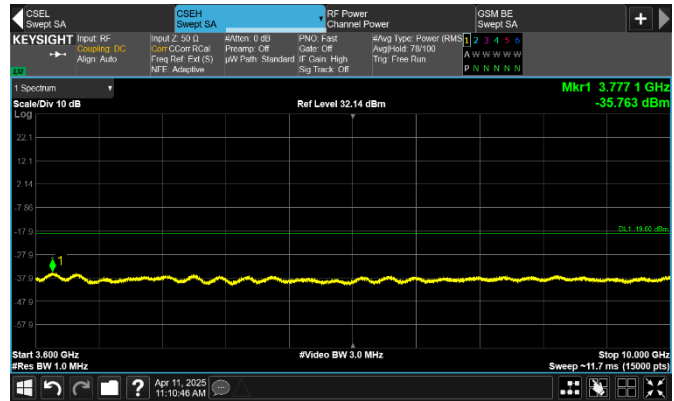 CSEL
Swept SA
CSEH
Swept SA
RF Power
Channel Power
GSM BE
Swept SA
KEYSIGHT
Input: RF
Coupling: DC
Align: Auto
Input Z: 50 Ω
Corr CCorr RCal
Freq Ref: Ext (S)
NFE: Adaptive
#Atten: 0 dB
Preamp: Off
µW Path: Standard
PNO: Fast
Gate: Off
IF Gain: High
Sig Track: Off
#Avg Type: Power (RMS)
Avg|Hold: 78/100
Trig: Free Run
1 2 3 4 5 6
A W W W W W
P N N N N N
1 Spectrum
Scale/Div 10 dB
Ref Level 32.14 dBm
Mkr1 3.777 1 GHz
-35.763 dBm
Log
22.1
12.1
2.14
-7.86
-17.9
DL1 -19.00 dBm
-27.9
1
-37.9
-47.9
-57.9
Start 3.600 GHz
#Video BW 3.0 MHz
Stop 10.000 GHz
#Res BW 1.0 MHz
Sweep ~11.7 ms (15000 pts)
?
Apr 11, 2025
11:10:46 AM